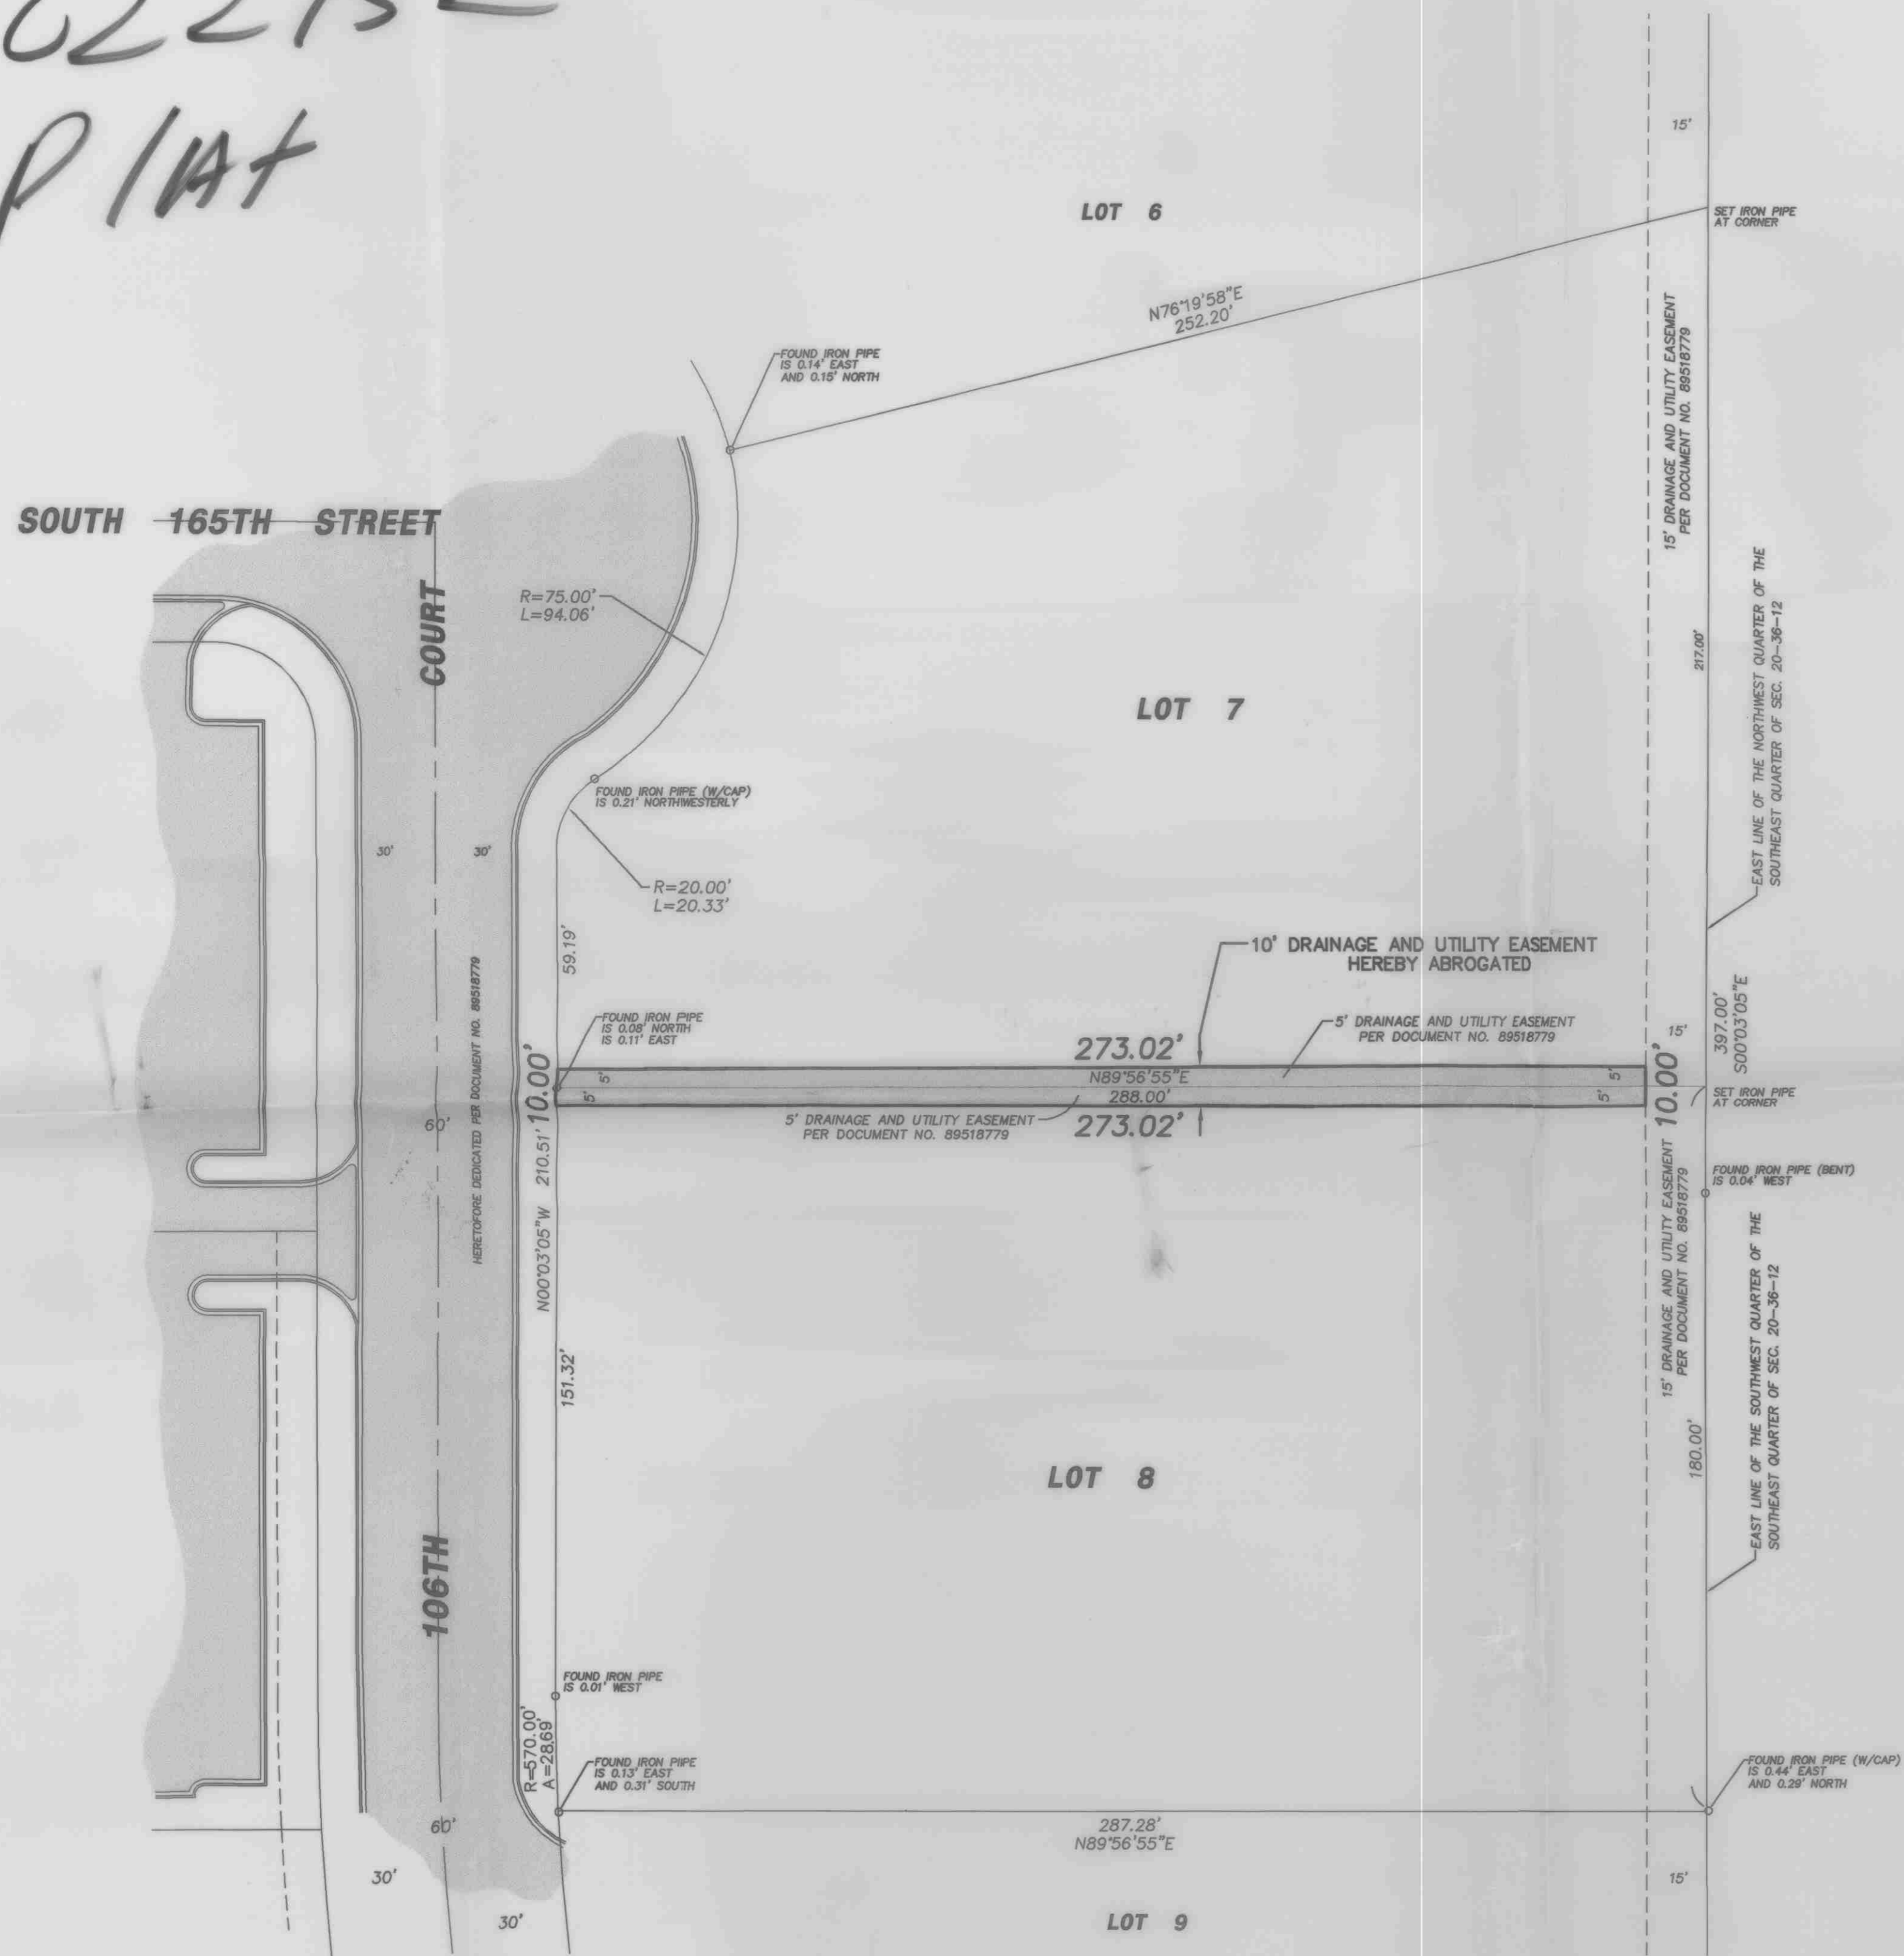 PlAt
15'
LOT 6
SET IRON PIPE
AT CORNER
N76°19'58"E
252.20'
15' DRAINAGE AND UTILITY EASEMENT
PER DOCUMENT NO. 89518779
FOUND IRON PIPE
IS 0.14' EAST
AND 0.15' NORTH
SOUTH 165TH STREET
COURT
R=75.00'
L=94.06'
EAST LINE OF THE NORTHWEST QUARTER OF THE
SOUTHEAST QUARTER OF SEC. 20-36-12
217.00'
LOT 7
FOUND IRON PIPE (W/CAP)
IS 0.21' NORTHWESTERLY
30'
30'
R=20.00'
L=20.33'
59.19'
10' DRAINAGE AND UTILITY EASEMENT
HEREBY ABROGATED
HERETOFORE DEDICATED PER DOCUMENT NO. 89518779
FOUND IRON PIPE
IS 0.08' NORTH
IS 0.11' EAST
5' DRAINAGE AND UTILITY EASEMENT
PER DOCUMENT NO. 89518779
15'
397.00'
S00°03'05"E
273.02'
10.00'
5'
5'
N89°56'55"E
288.00'
5'
5'
10.00'
SET IRON PIPE
AT CORNER
5' DRAINAGE AND UTILITY EASEMENT
PER DOCUMENT NO. 89518779
273.02'
60'
N00°03'05"W 210.51'
FOUND IRON PIPE (BENT)
IS 0.04' WEST
15' DRAINAGE AND UTILITY EASEMENT
PER DOCUMENT NO. 89518779
EAST LINE OF THE SOUTHWEST QUARTER OF THE
SOUTHEAST QUARTER OF SEC. 20-36-12
151.32'
180.00'
LOT 8
106TH
FOUND IRON PIPE
IS 0.01' WEST
R=570.00'
A=28.69'
FOUND IRON PIPE
IS 0.13' EAST
AND 0.31' SOUTH
FOUND IRON PIPE (W/CAP)
IS 0.44' EAST
AND 0.29' NORTH
60'
287.28'
N89°56'55"E
30'
15'
30'
LOT 9